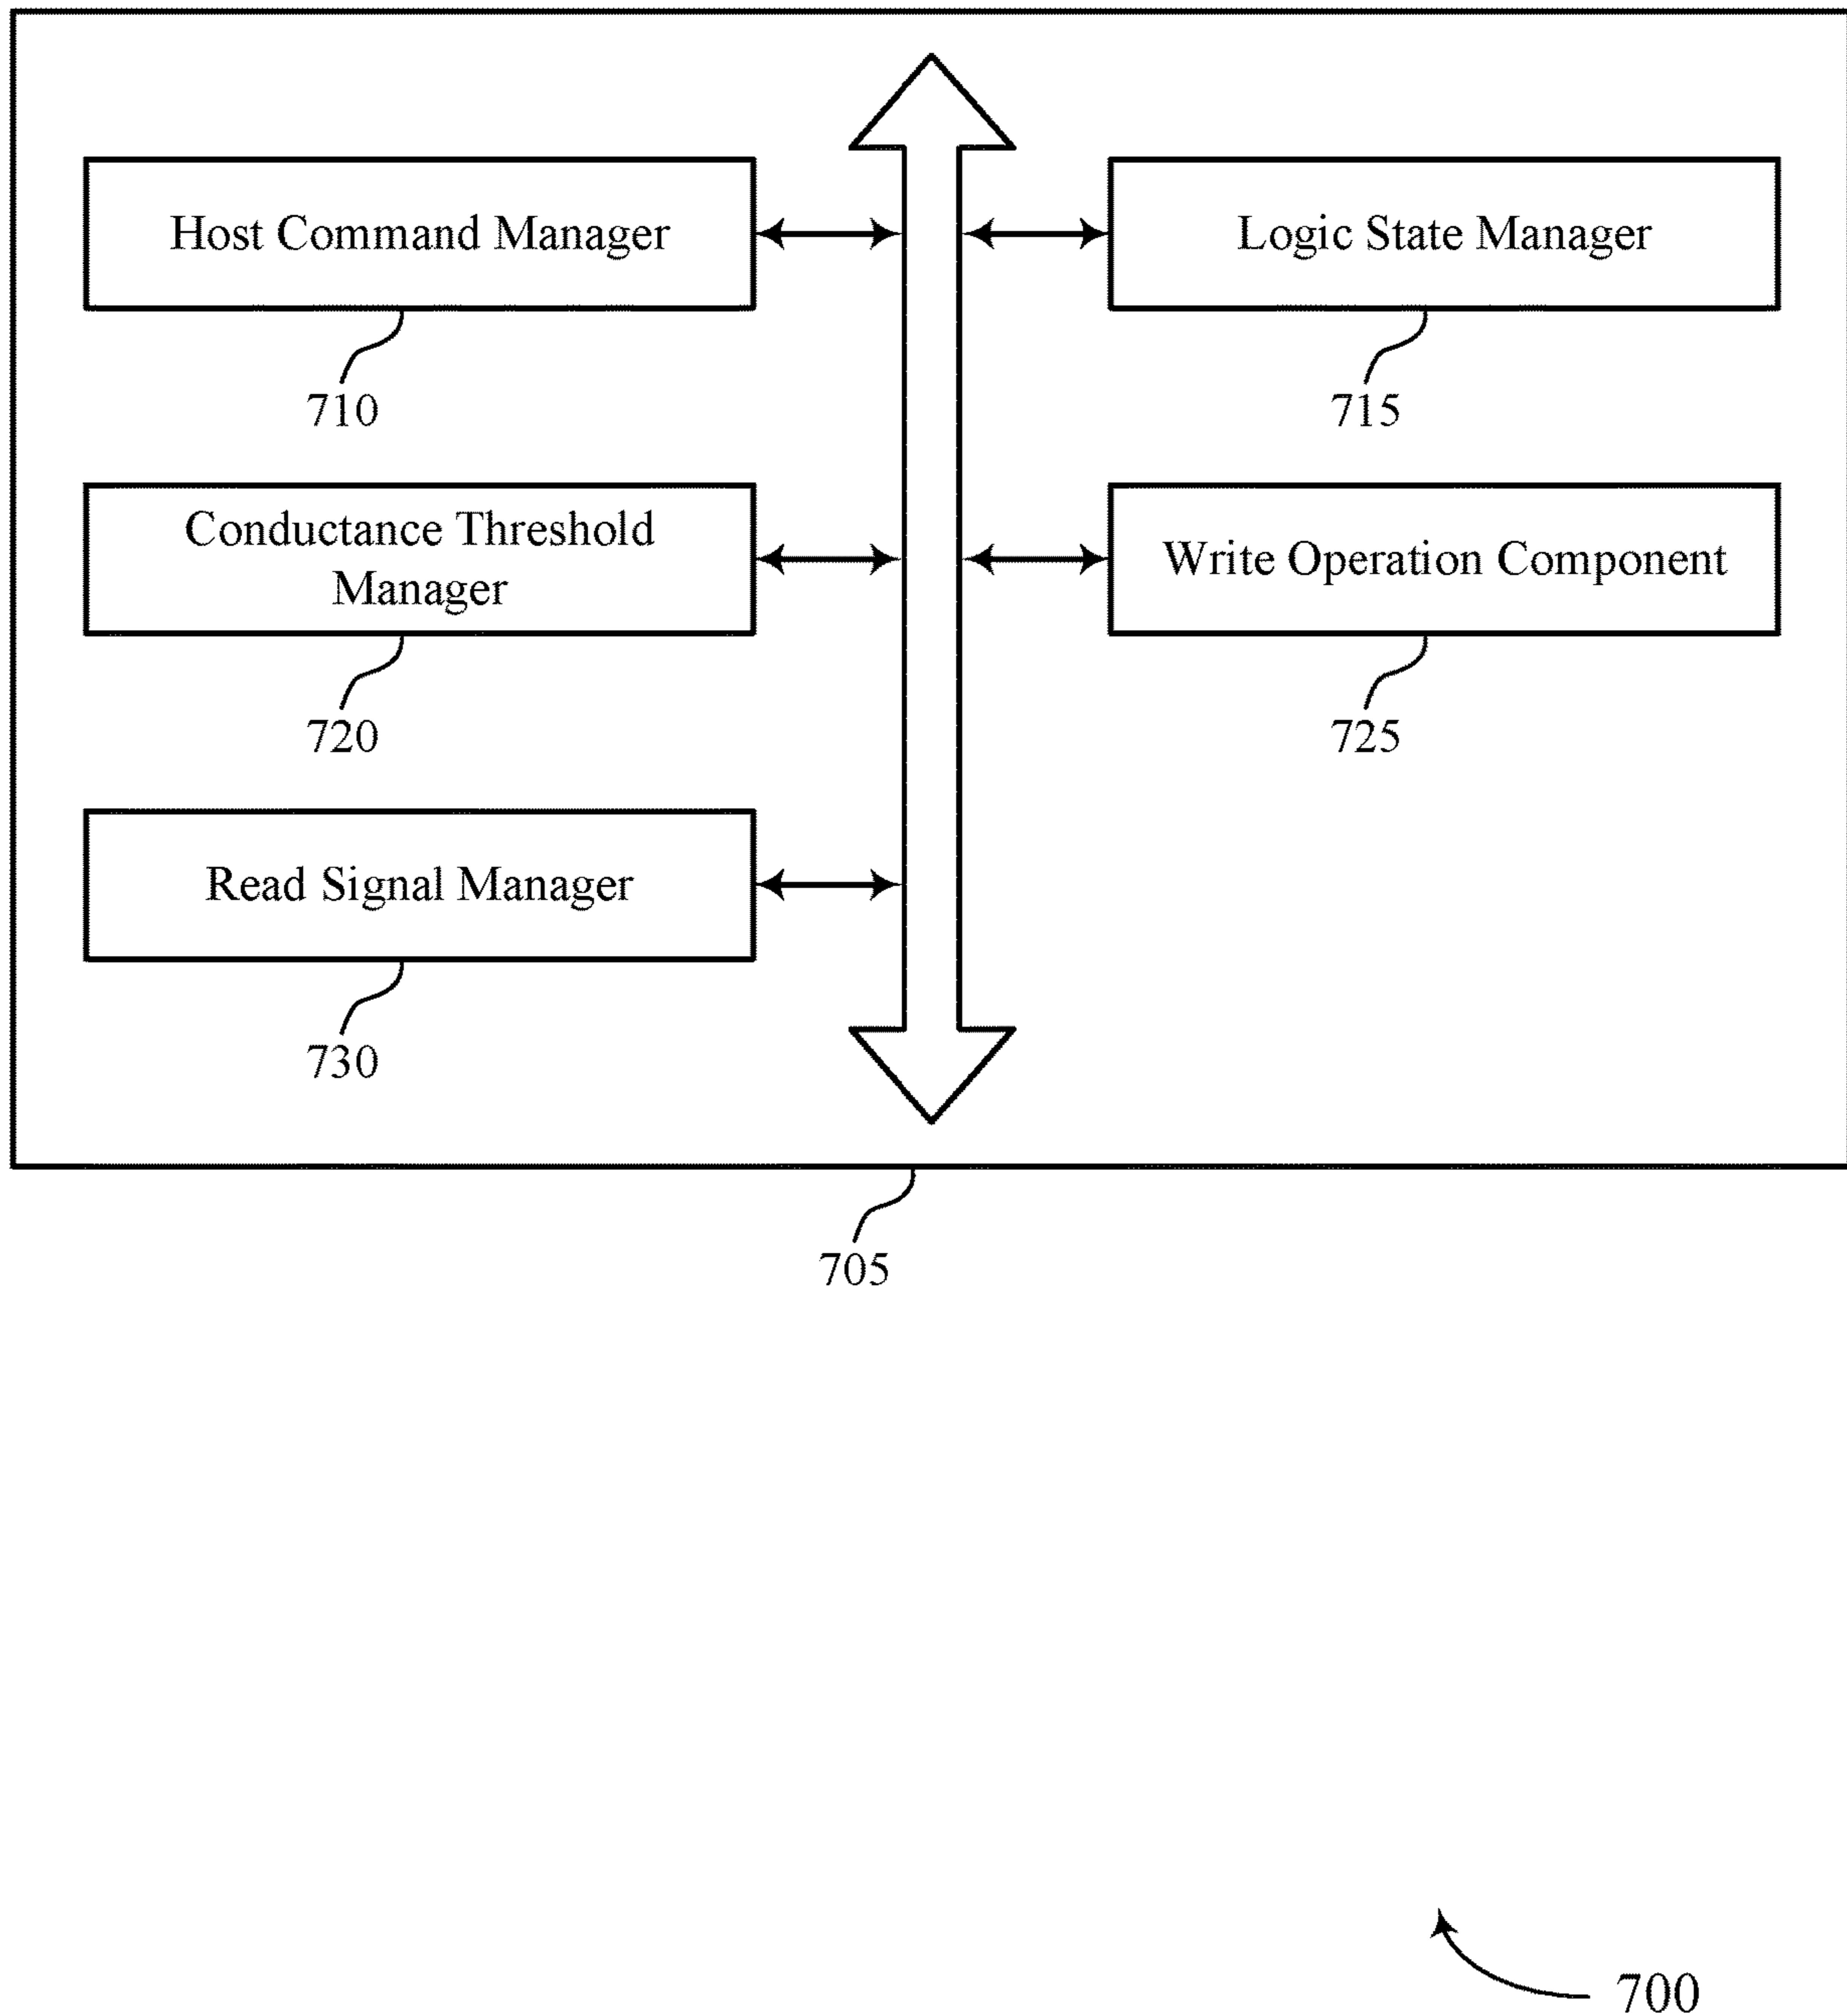 Host Command Manager
710
Logic State Manager
715
Conductance Threshold
Manager
720
Write Operation Component
725
Read Signal Manager
730
705
700